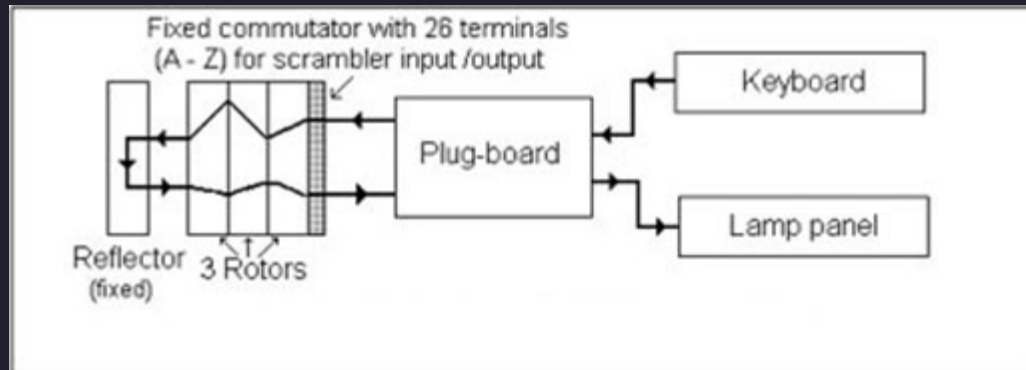 Fixed commutator with 26 terminals
(A - Z) for scrambler input /output
Keyboard
Plug-board
Lamp panel
Reflector
(fixed)
3 Rotors